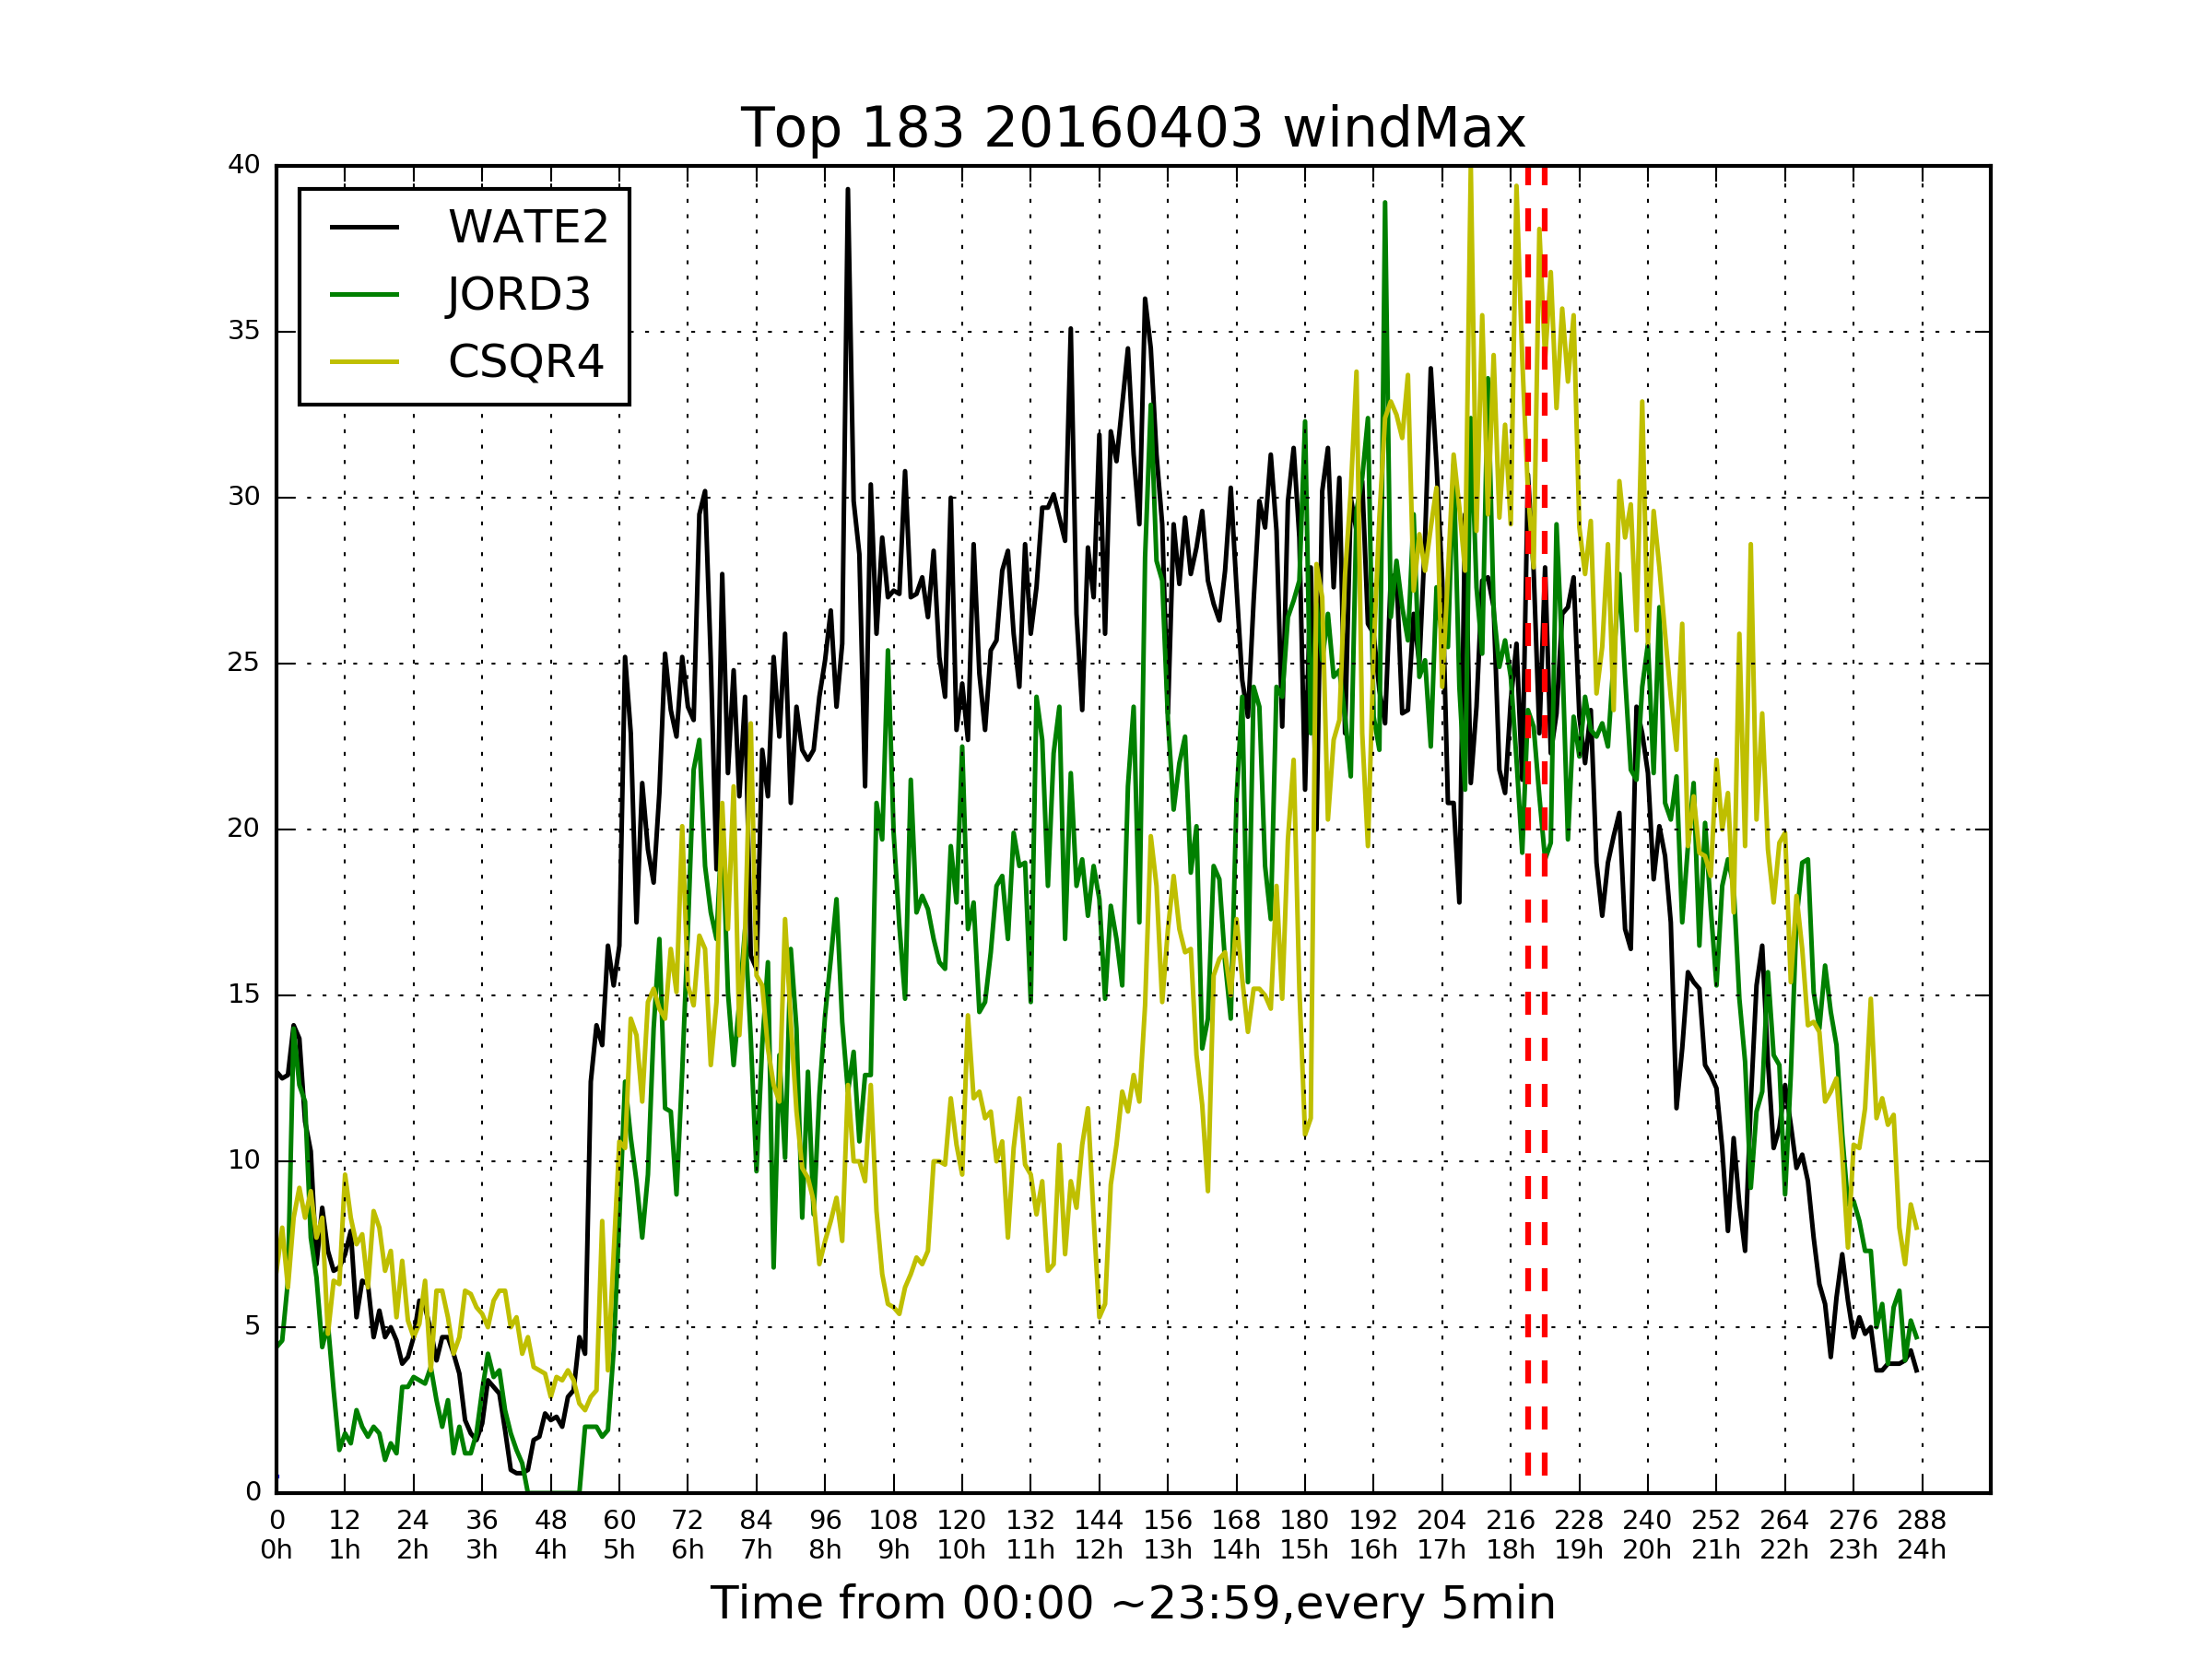 Top 183 20160403 windMax
WATE2
JORD3
CSQR4
40
35
30
25
20
15
10
5
0
0 12 24 36 48 60 72 84 96 108 120 132 144 156 168 180 192 204 216 228 240 252 264 276 288
0h 1h 2h 3h 4h 5h 6h 7h 8h 9h 10h 11h 12h 13h 14h 15h 16h 17h 18h 19h 20h 21h 22h 23h 24h
Time from 00:00 ~23:59,every 5min